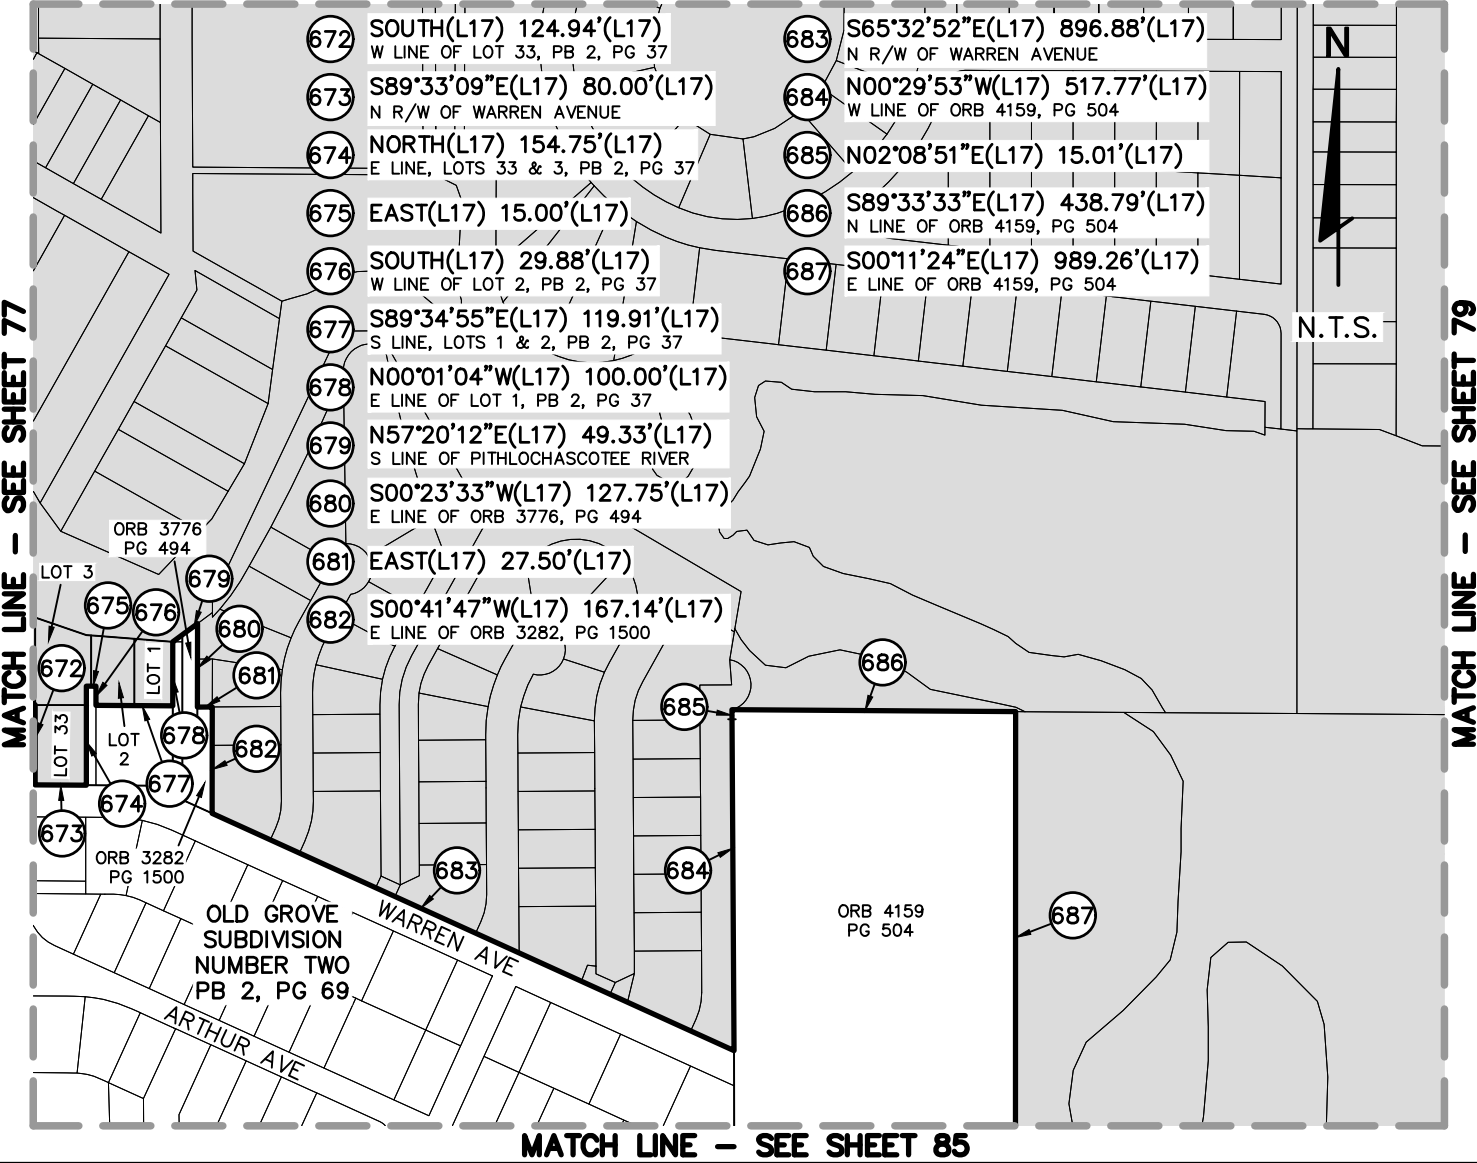 672 SOUTH(L17) 124.94'(L17)
W LINE OF LOT 33, PB 2, PG 37
673 S89°33'09"E(L17) 80.00'(L17)
N R/W OF WARREN AVENUE
674 NORTH(L17) 154.75'(L17)
E LINE, LOTS 33 & 3, PB 2, PG 37
675 EAST(L17) 15.00'(L17)
676 SOUTH(L17) 29.88'(L17)
W LINE OF LOT 2, PB 2, PG 37
677 S89°34'55"E(L17) 119.91'(L17)
S LINE, LOTS 1 & 2, PB 2, PG 37
678 N00°01'04"W(L17) 100.00'(L17)
E LINE OF LOT 1, PB 2, PG 37
679 N57°20'12"E(L17) 49.33'(L17)
S LINE OF PITHLOCHASCOTEE RIVER
680 S00°23'33"W(L17) 127.75'(L17)
E LINE OF ORB 3776, PG 494
681 EAST(L17) 27.50'(L17)
682 S00°41'47"W(L17) 167.14'(L17)
E LINE OF ORB 3282, PG 1500
683 S65°32'52"E(L17) 896.88'(L17)
N R/W OF WARREN AVENUE
684 N00°29'53"W(L17) 517.77'(L17)
W LINE OF ORB 4159, PG 504
685 N02°08'51"E(L17) 15.01'(L17)
686 S89°33'33"E(L17) 438.79'(L17)
N LINE OF ORB 4159, PG 504
687 S00°11'24"E(L17) 989.26'(L17)
E LINE OF ORB 4159, PG 504
N
N.T.S.
MATCH LINE - SEE SHEET 77
MATCH LINE - SEE SHEET 79
ORB 3776
PG 494
LOT 3
675
676
679
680
672
LOT 1
681
686
685
LOT 33
LOT
2
678
682
677
674
673
ORB 3282
PG 1500
683
684
ORB 4159
PG 504
687
OLD GROVE
SUBDIVISION
NUMBER TWO
PB 2, PG 69
WARREN AVE
ARTHUR AVE
MATCH LINE - SEE SHEET 85